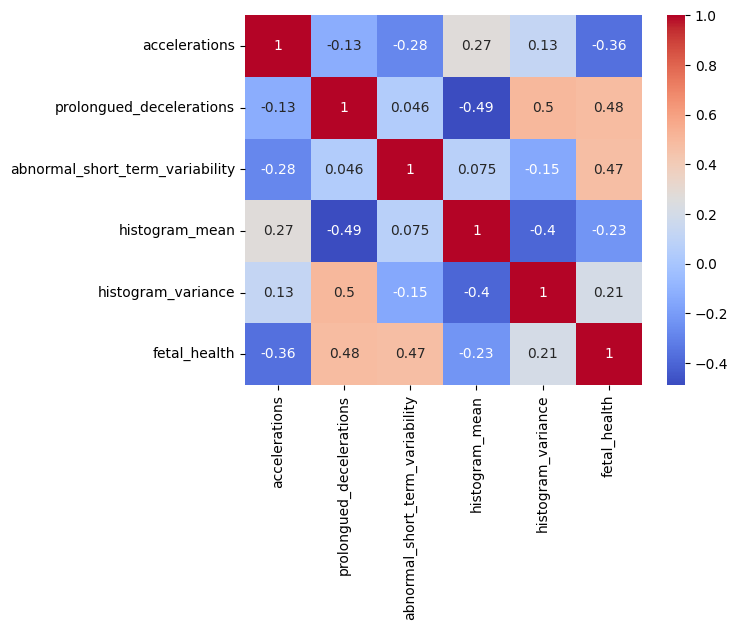 accelerations 1 -0.13 -0.28 0.27 0.13 -0.36
prolongued_decelerations -0.13 1 0.046 -0.49 0.5 0.48
abnormal_short_term_variability -0.28 0.046 1 0.075 -0.15 0.47
histogram_mean 0.27 -0.49 0.075 1 -0.4 -0.23
histogram_variance 0.13 0.5 -0.15 -0.4 1 0.21
fetal_health -0.36 0.48 0.47 -0.23 0.21 1
accelerations
prolongued_decelerations
abnormal_short_term_variability
histogram_mean
histogram_variance
fetal_health
1.0
0.8
0.6
0.4
0.2
0.0
−0.2
−0.4